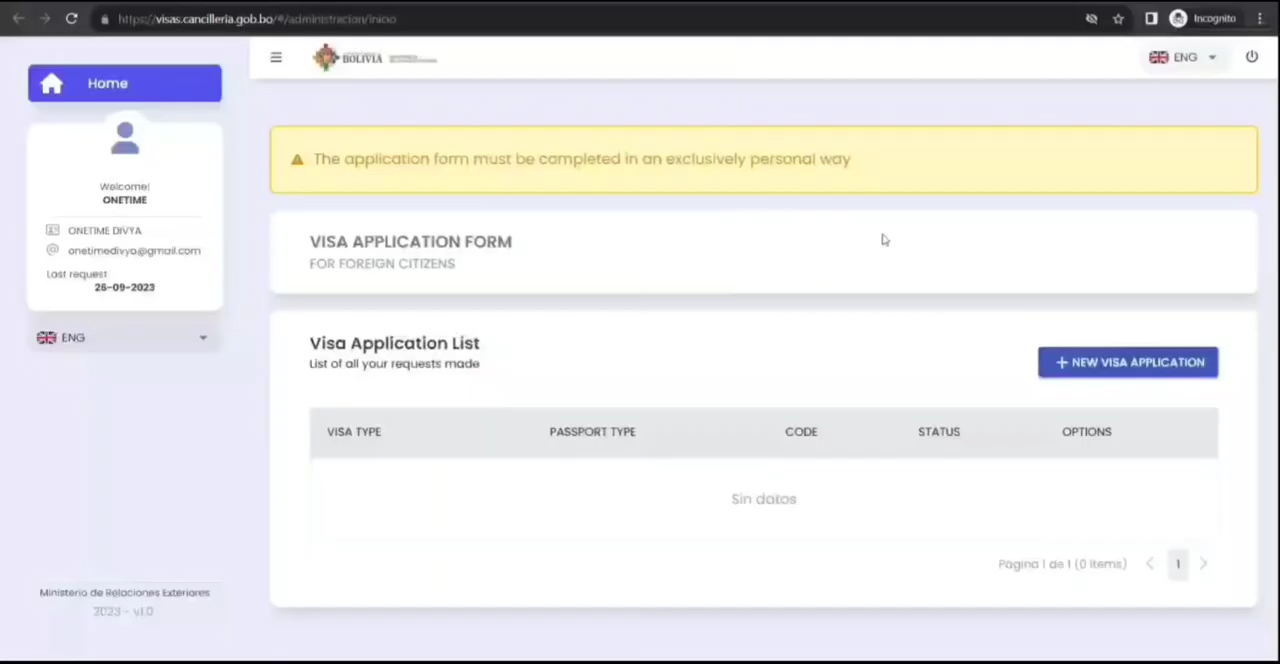 https://visas.cancilleria.gob.bo/#/administracion/inicio
Incognito
Home
BOLIVIA
ENG
The application form must be completed in an exclusively personal way
Welcome!
ONETIME
ONETIME DIVYA
onetimedivya@gmail.com
Last request
26-09-2023
ENG
VISA APPLICATION FORM
FOR FOREIGN CITIZENS
Visa Application List
List of all your requests made
+ NEW VISA APPLICATION
VISA TYPE PASSPORT TYPE CODE STATUS OPTIONS
Sin datos
Página 1 de 1 (0 items) < 1 >
Ministerio de Relaciones Exteriores
2023 - v1.0